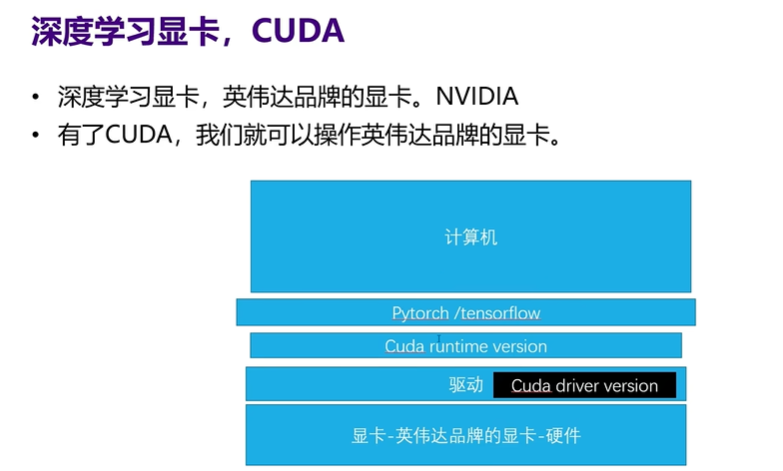 深度学习显卡，CUDA
• 深度学习显卡，英伟达品牌的显卡。NVIDIA
• 有了CUDA，我们就可以操作英伟达品牌的显卡。
计算机
Pytorch /tensorflow
Cuda runtime version
驱动 Cuda driver version
显卡-英伟达品牌的显卡-硬件